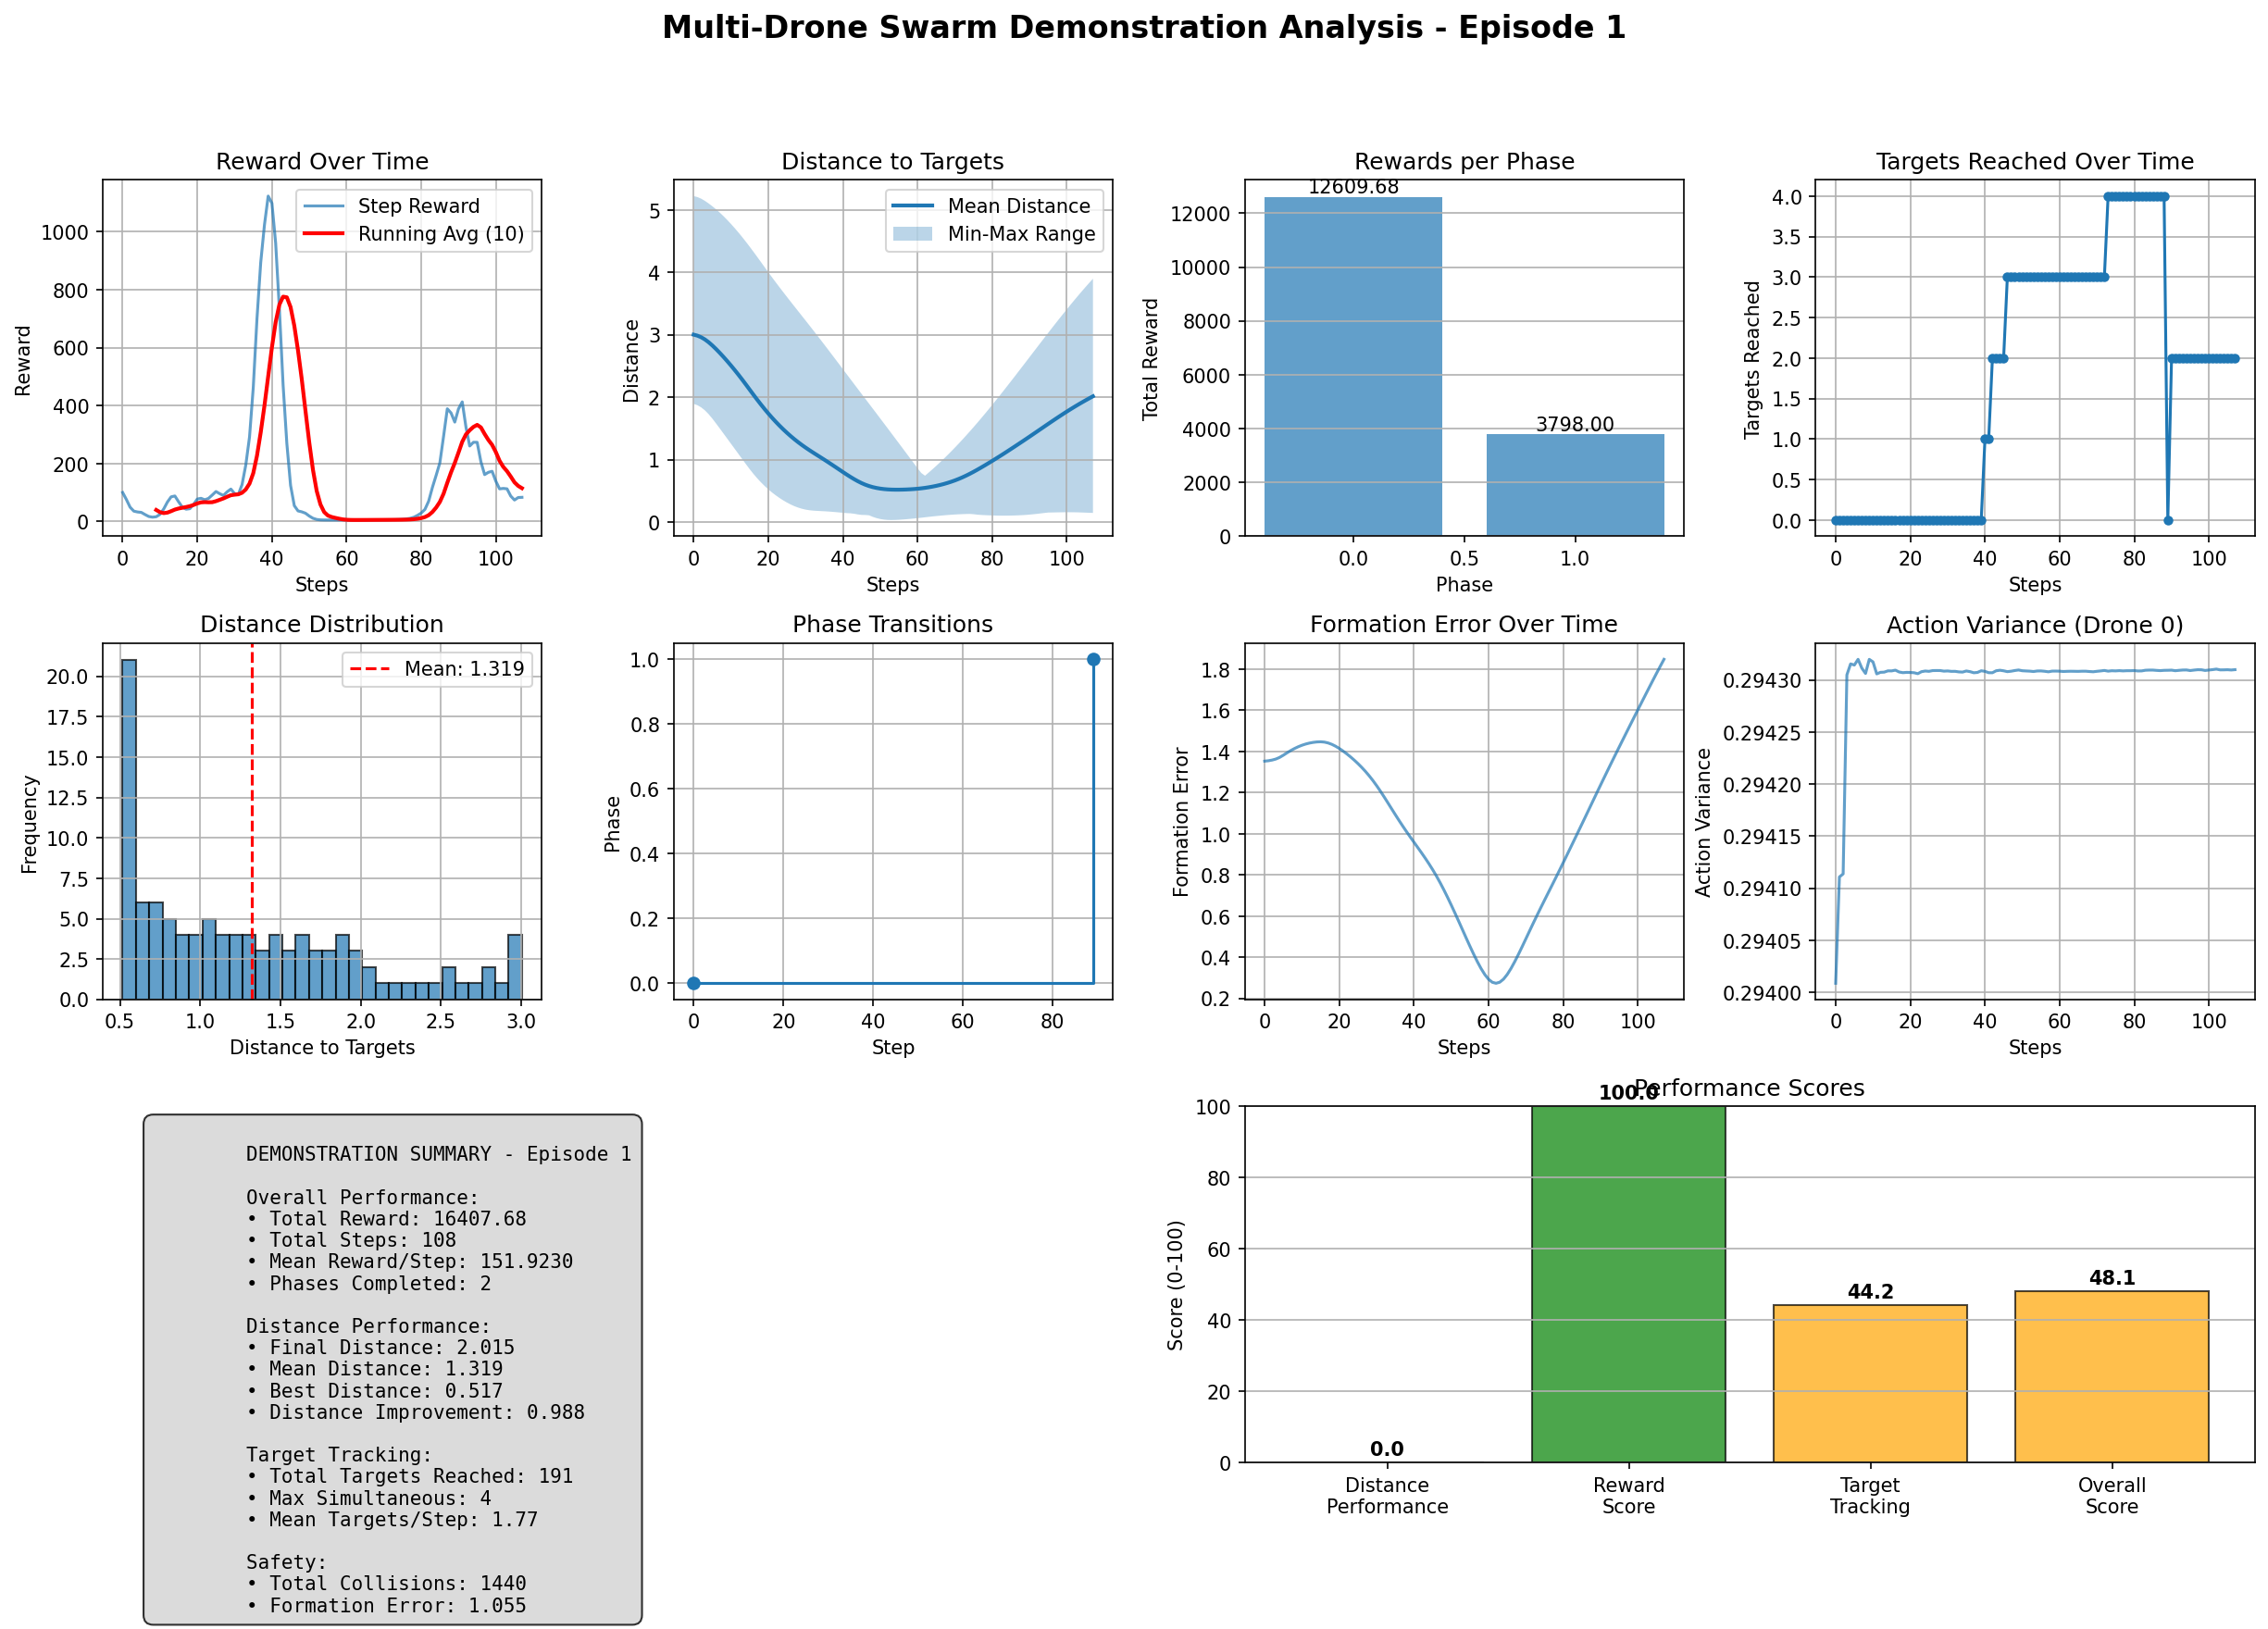 Multi-Drone Swarm Demonstration Analysis - Episode 1
Reward Over Time
Reward
1000
800
600
400
200
0
Step Reward
Running Avg (10)
0 20 40 60 80 100
Steps
Distance to Targets
Distance
5
4
3
2
1
0
Mean Distance
Min-Max Range
0 20 40 60 80 100
Steps
Rewards per Phase
Total Reward
12000
10000
8000
6000
4000
2000
0
12609.68
3798.00
0.0 0.5 1.0
Phase
Targets Reached Over Time
Targets Reached
4.0
3.5
3.0
2.5
2.0
1.5
1.0
0.5
0.0
0 20 40 60 80 100
Steps
Distance Distribution
Frequency
20.0
17.5
15.0
12.5
10.0
7.5
5.0
2.5
0.0
Mean: 1.319
0.5 1.0 1.5 2.0 2.5 3.0
Distance to Targets
Phase Transitions
Phase
1.0
0.8
0.6
0.4
0.2
0.0
0 20 40 60 80
Step
Formation Error Over Time
Formation Error
1.8
1.6
1.4
1.2
1.0
0.8
0.6
0.4
0.2
0 20 40 60 80 100
Steps
Action Variance (Drone 0)
Action Variance
0.29430
0.29425
0.29420
0.29415
0.29410
0.29405
0.29400
0 20 40 60 80 100
Steps
DEMONSTRATION SUMMARY - Episode 1
Overall Performance:
• Total Reward: 16407.68
• Total Steps: 108
• Mean Reward/Step: 151.9230
• Phases Completed: 2
Distance Performance:
• Final Distance: 2.015
• Mean Distance: 1.319
• Best Distance: 0.517
• Distance Improvement: 0.988
Target Tracking:
• Total Targets Reached: 191
• Max Simultaneous: 4
• Mean Targets/Step: 1.77
Safety:
• Total Collisions: 1440
• Formation Error: 1.055
Performance Scores
Score (0-100)
100
80
60
40
20
0
0.0
100.0
44.2
48.1
Distance
Performance
Reward
Score
Target
Tracking
Overall
Score